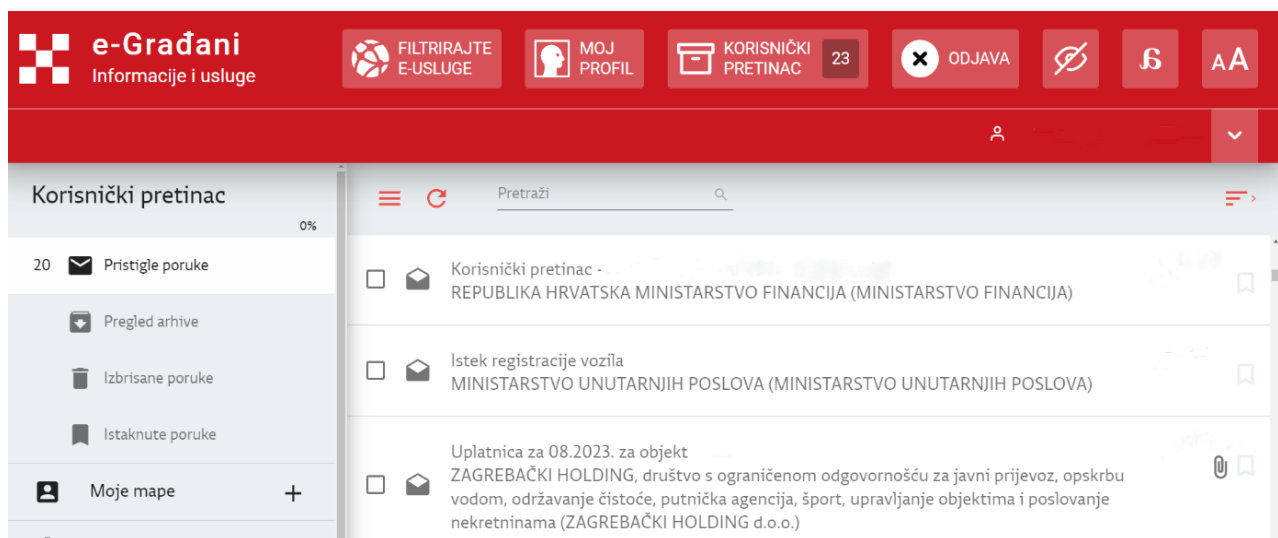 e-Građani
Informacije i usluge
FILTRIRAJTE
E-USLUGE
MOJ
PROFIL
KORISNIČKI
PRETINAC
23
ODJAVA
AA
Korisnički pretinac
0%
20 Pristigle poruke
Pregled arhive
Izbrisane poruke
Istaknute poruke
Moje mape +
Pretraži
Korisnički pretinac -
REPUBLIKA HRVATSKA MINISTARSTVO FINANCIJA (MINISTARSTVO FINANCIJA)
Istek registracije vozila
MINISTARSTVO UNUTARNJIH POSLOVA (MINISTARSTVO UNUTARNJIH POSLOVA)
Uplatnica za 08.2023. za objekt
ZAGREBAČKI HOLDING, društvo s ograničenom odgovornošću za javni prijevoz, opskrbu
vodom, održavanje čistoće, putnička agencija, šport, upravljanje objektima i poslovanje
nekretninama (ZAGREBAČKI HOLDING d.o.o.)